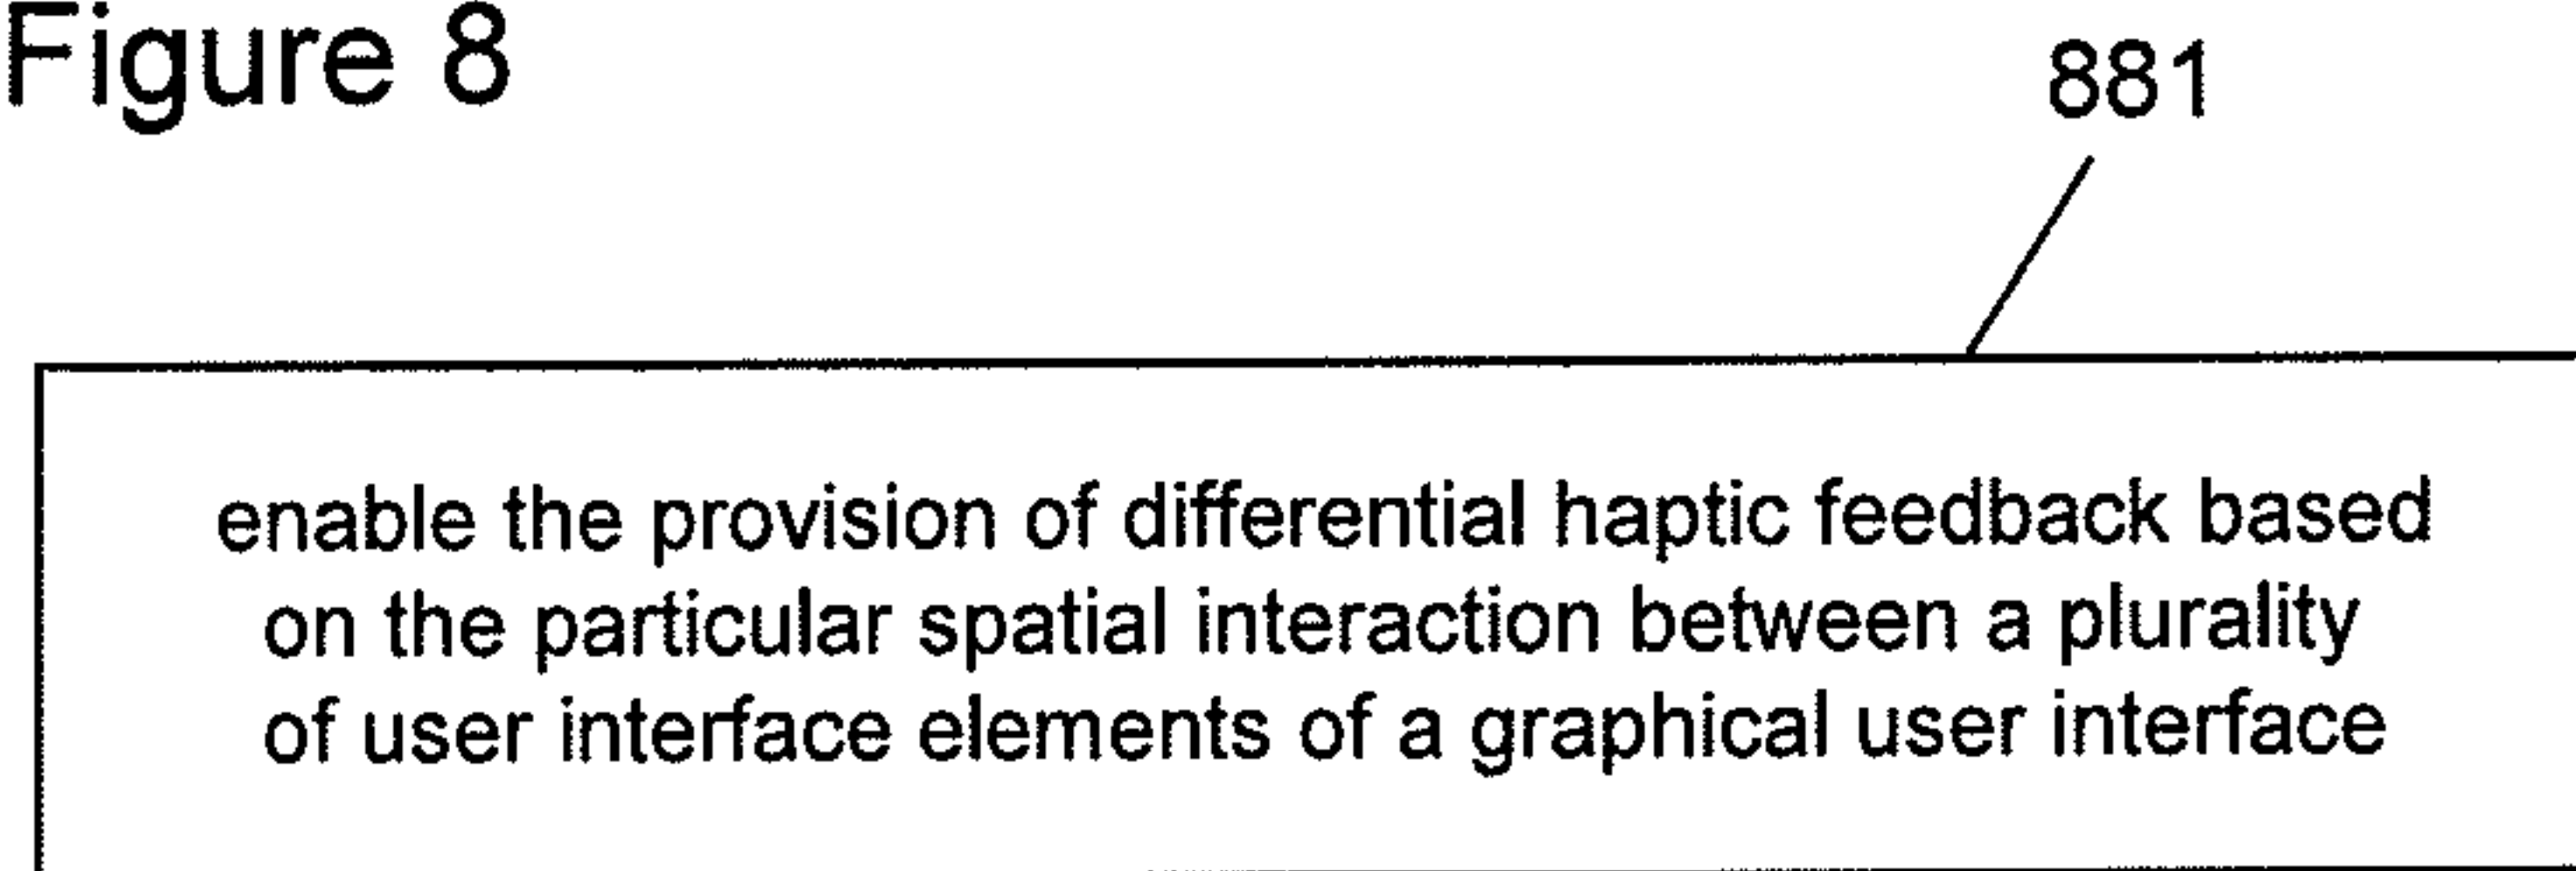 Figure 8
881
enable the provision of differential haptic feedback based
on the particular spatial interaction between a plurality
of user interface elements of a graphical user interface